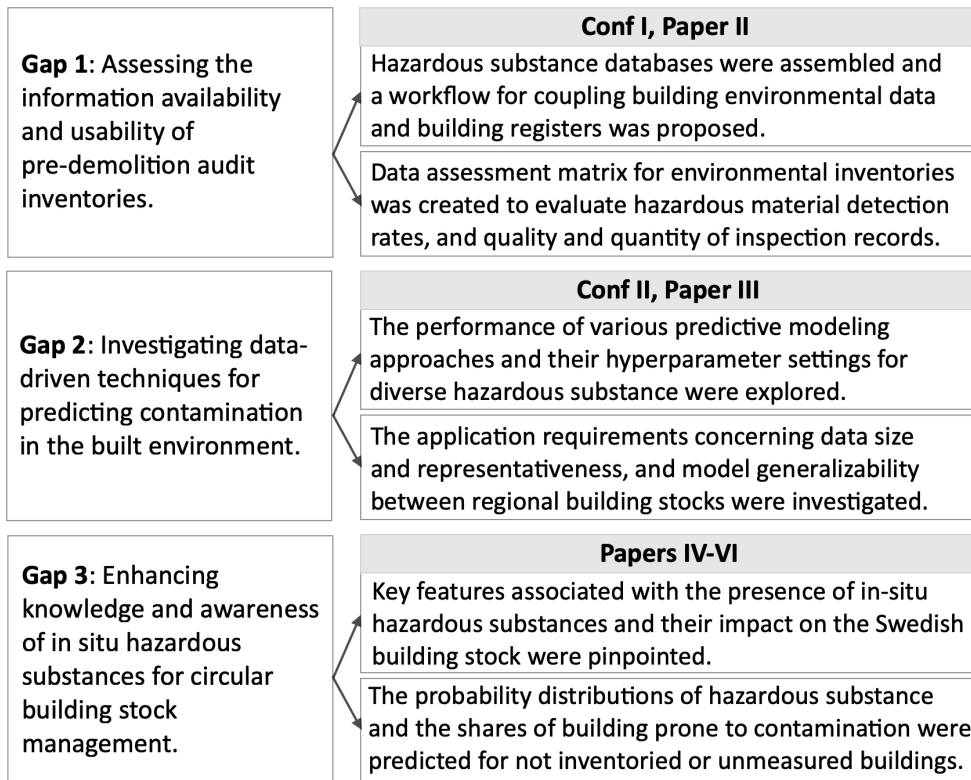 Gap 1: Assessing the
information availability
and usability of
pre-demolition audit
inventories.
Conf I, Paper II
Hazardous substance databases were assembled and
a workflow for coupling building environmental data
and building registers was proposed.
Data assessment matrix for environmental inventories
was created to evaluate hazardous material detection
rates, and quality and quantity of inspection records.
Gap 2: Investigating data-
driven techniques for
predicting contamination
in the built environment.
Conf II, Paper III
The performance of various predictive modeling
approaches and their hyperparameter settings for
diverse hazardous substance were explored.
The application requirements concerning data size
and representativeness, and model generalizability
between regional building stocks were investigated.
Gap 3: Enhancing
knowledge and awareness
of in situ hazardous
substances for circular
building stock
management.
Papers IV-VI
Key features associated with the presence of in-situ
hazardous substances and their impact on the Swedish
building stock were pinpointed.
The probability distributions of hazardous substance
and the shares of building prone to contamination were
predicted for not inventoried or unmeasured buildings.